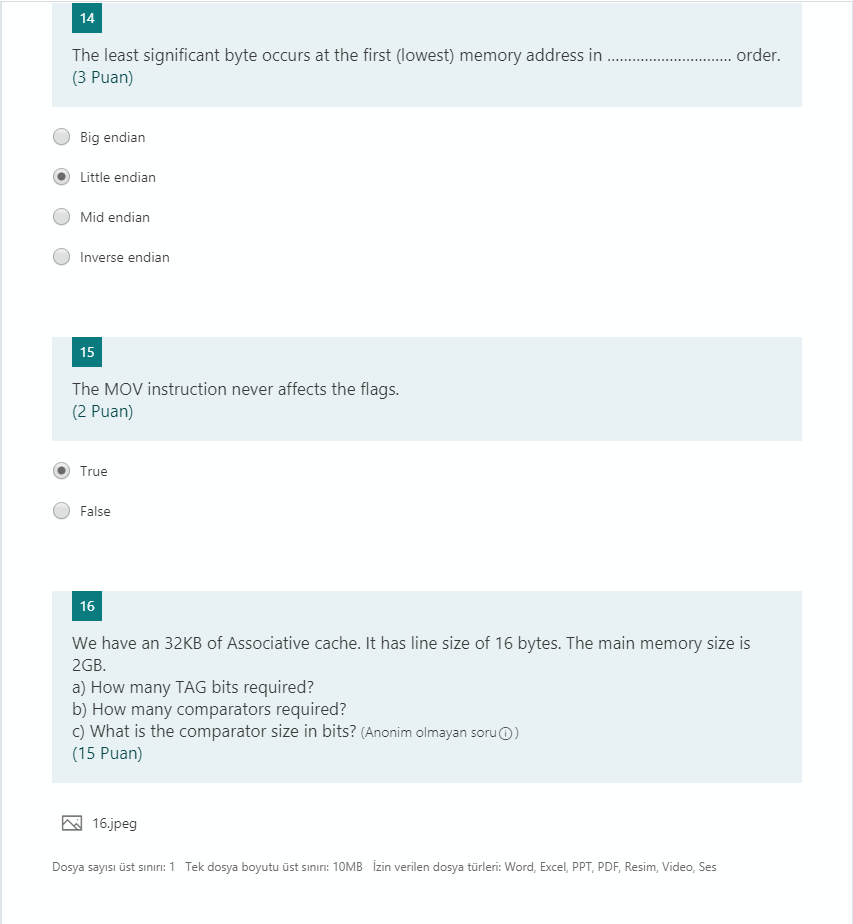 14
The least significant byte occurs at the first (lowest) memory address in .............................. order.
(3 Puan)
Big endian
Little endian
Mid endian
Inverse endian
15
The MOV instruction never affects the flags.
(2 Puan)
True
False
16
We have an 32KB of Associative cache. It has line size of 16 bytes. The main memory size is
2GB.
a) How many TAG bits required?
b) How many comparators required?
c) What is the comparator size in bits? (Anonim olmayan soruⓘ)
(15 Puan)
16.jpeg
Dosya sayısı üst sınırı: 1 Tek dosya boyutu üst sınırı: 10MB İzin verilen dosya türleri: Word, Excel, PPT, PDF, Resim, Video, Ses